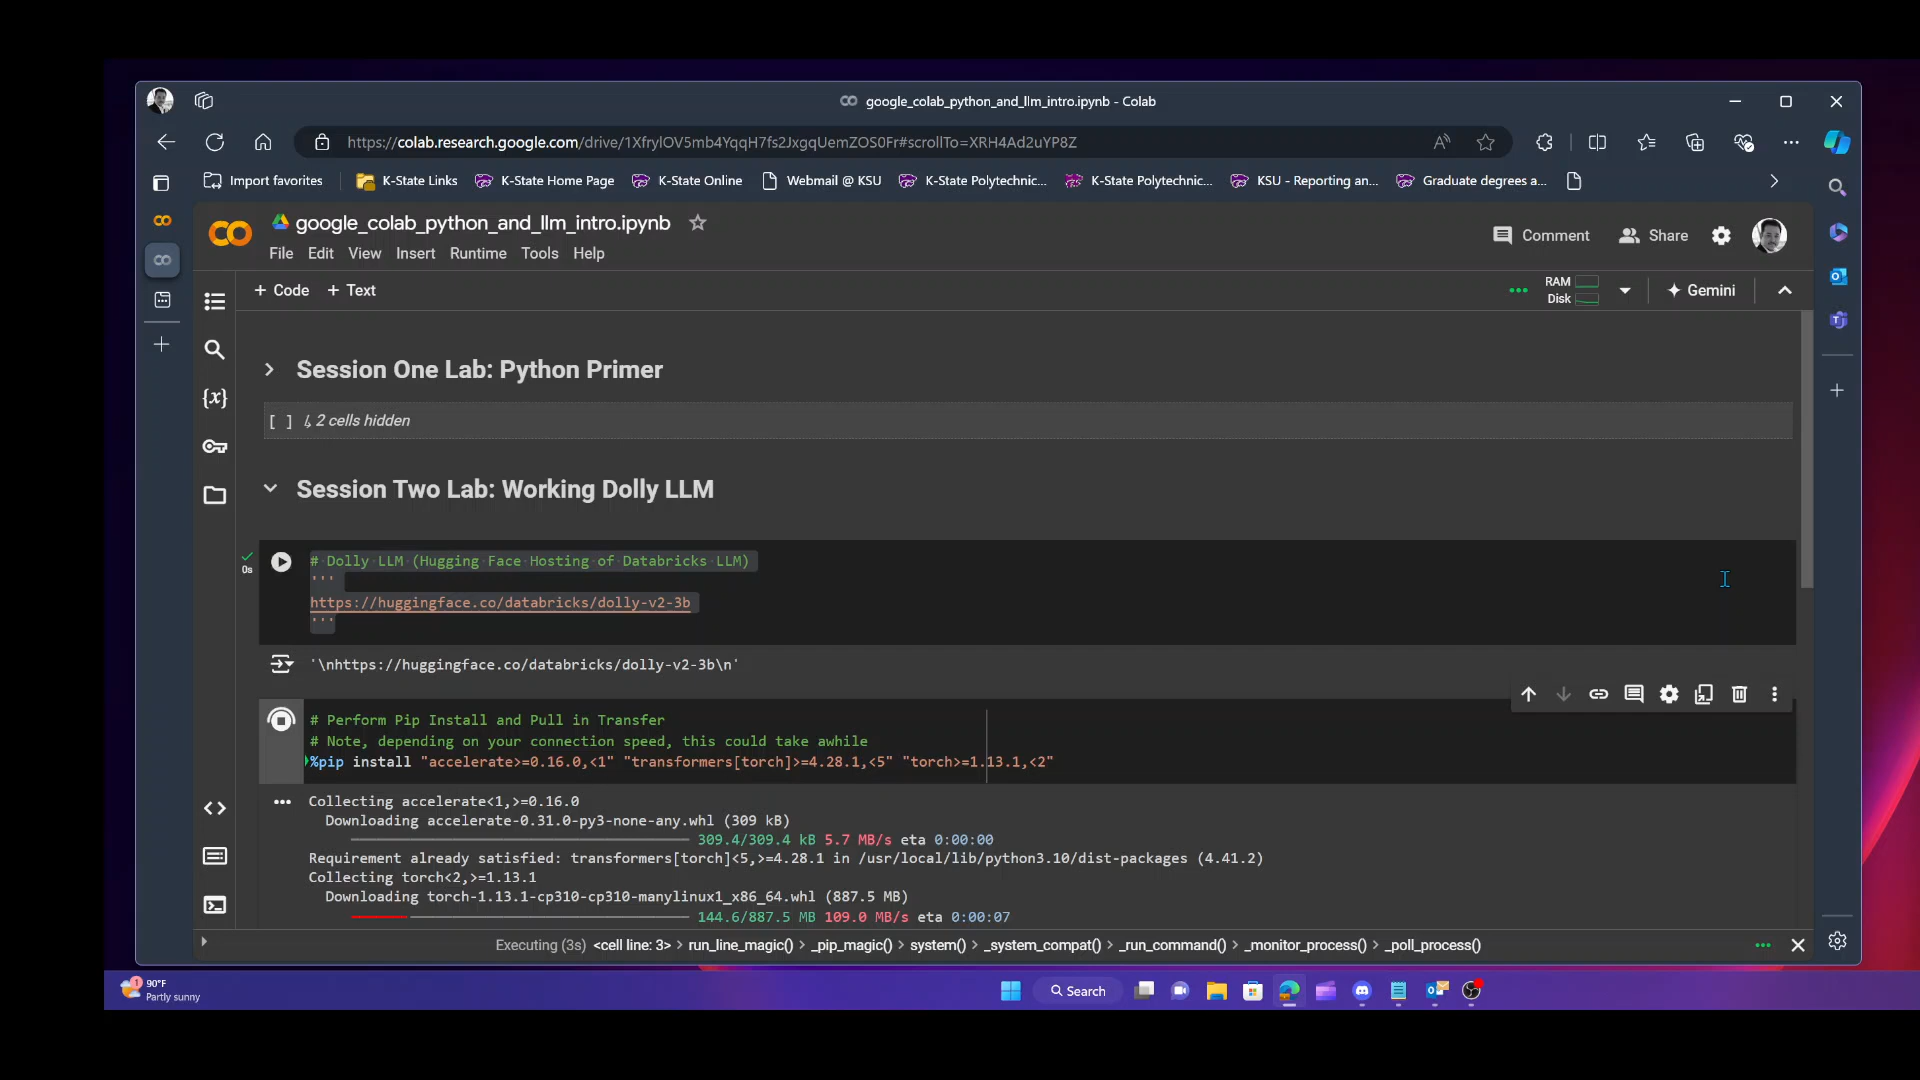 google_colab_python_and_llm_intro.ipynb - Colab
https://colab.research.google.com/drive/1XfrylOV5mb4YqqH7fs2JxgqUemZOS0Fr#scrollTo=XRH4Ad2uYP8Z
Import favorites
K-State Links
K-State Home Page
K-State Online
Webmail @ KSU
K-State Polytechnic...
K-State Polytechnic...
KSU - Reporting an...
Graduate degrees a...
google_colab_python_and_llm_intro.ipynb
Comment
Share
File Edit View Insert Runtime Tools Help
+ Code + Text
RAM
Disk
Gemini
Session One Lab: Python Primer
[ ] ↳ 2 cells hidden
Session Two Lab: Working Dolly LLM
0s
# Dolly LLM (Hugging Face Hosting of Databricks LLM)
'''
https://huggingface.co/databricks/dolly-v2-3b
'''
'\nhttps://huggingface.co/databricks/dolly-v2-3b\n'
# Perform Pip Install and Pull in Transfer
# Note, depending on your connection speed, this could take awhile
%pip install "accelerate>=0.16.0,<1" "transformers[torch]>=4.28.1,<5" "torch>=1.13.1,<2"
Collecting accelerate<1,>=0.16.0
Downloading accelerate-0.31.0-py3-none-any.whl (309 kB)
309.4/309.4 kB 5.7 MB/s eta 0:00:00
Requirement already satisfied: transformers[torch]<5,>=4.28.1 in /usr/local/lib/python3.10/dist-packages (4.41.2)
Collecting torch<2,>=1.13.1
Downloading torch-1.13.1-cp310-cp310-manylinux1_x86_64.whl (887.5 MB)
144.6/887.5 MB 109.0 MB/s eta 0:00:07
Executing (3s) <cell line: 3> > run_line_magic() > _pip_magic() > system() > _system_compat() > _run_command() > _monitor_process() > _poll_process()
1
90°F
Partly sunny
Search